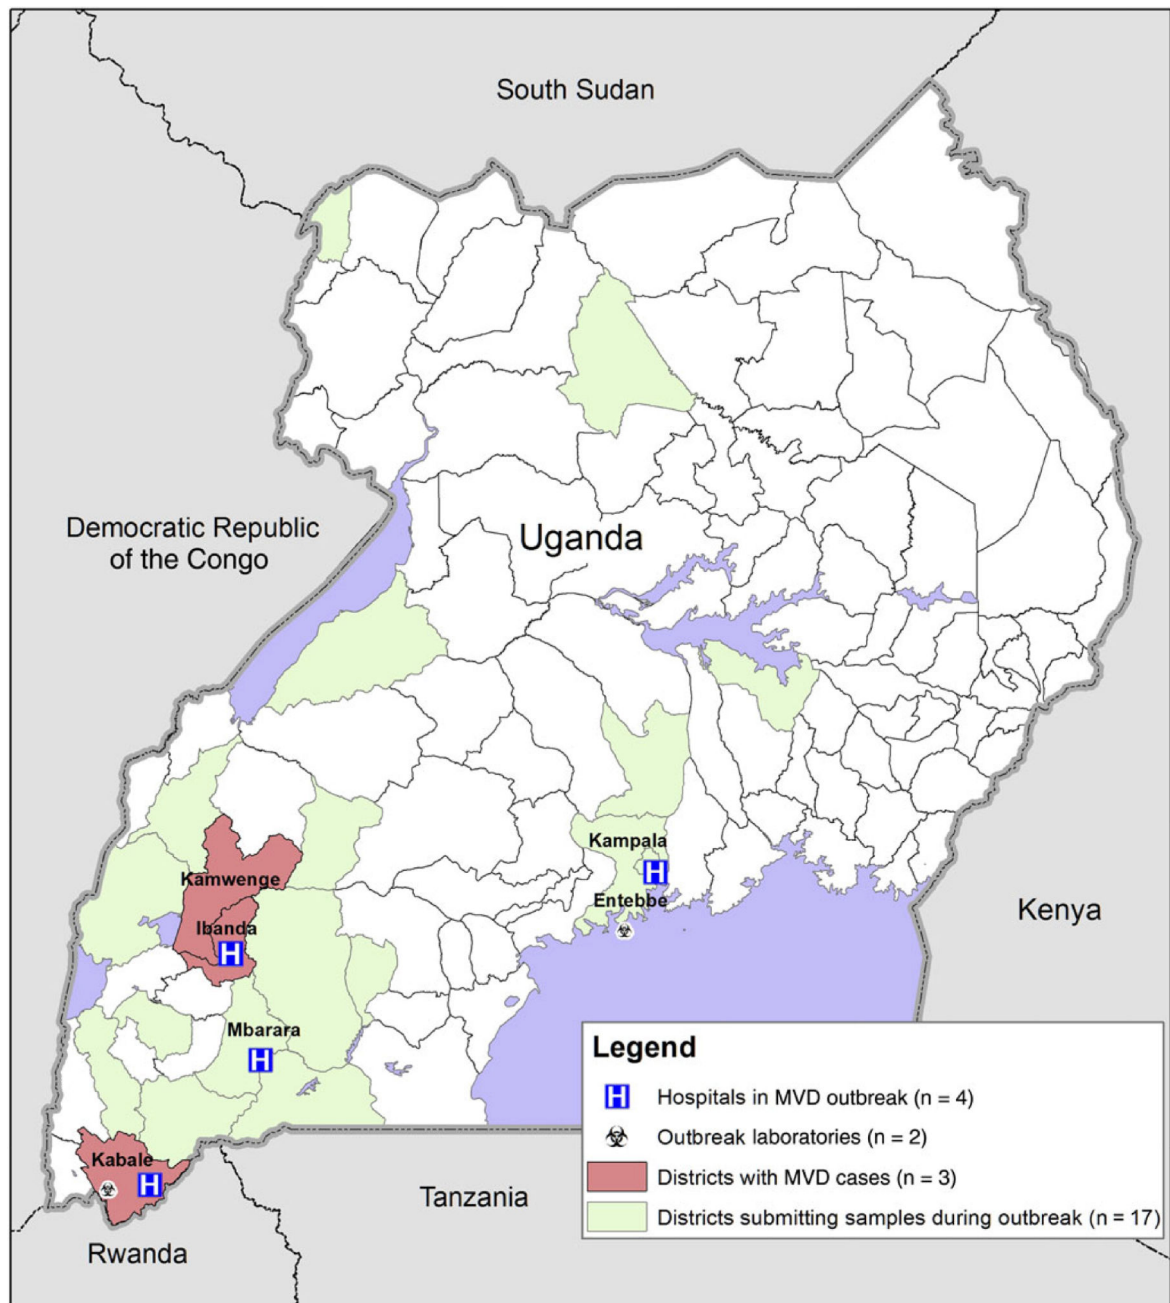 South Sudan
Democratic Republic
of the Congo
Uganda
Kampala
Kamwenge
Entebbe
Kenya
Ibanda
H
H
Mbarara
H
Kabale
H
Tanzania
Rwanda
Legend
H Hospitals in MVD outbreak (n = 4)
Outbreak laboratories (n = 2)
Districts with MVD cases (n = 3)
Districts submitting samples during outbreak (n = 17)